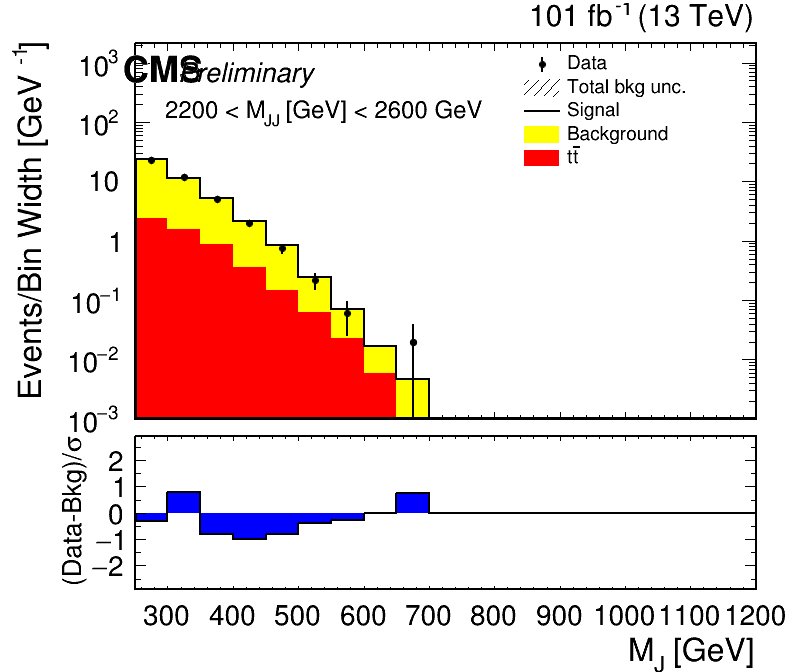 101 fb⁻¹ (13 TeV)
CMS Preliminary
2200 < M_JJ [GeV] < 2600 GeV
Data
Total bkg unc.
Signal
Background
tt̄
Events/Bin Width [GeV⁻¹]
10³
10²
10
1
10⁻¹
10⁻²
10⁻³
(Data-Bkg)/σ
2
1
0
−1
−2
300 400 500 600 700 800 900 1000 1100 1200
M_J [GeV]